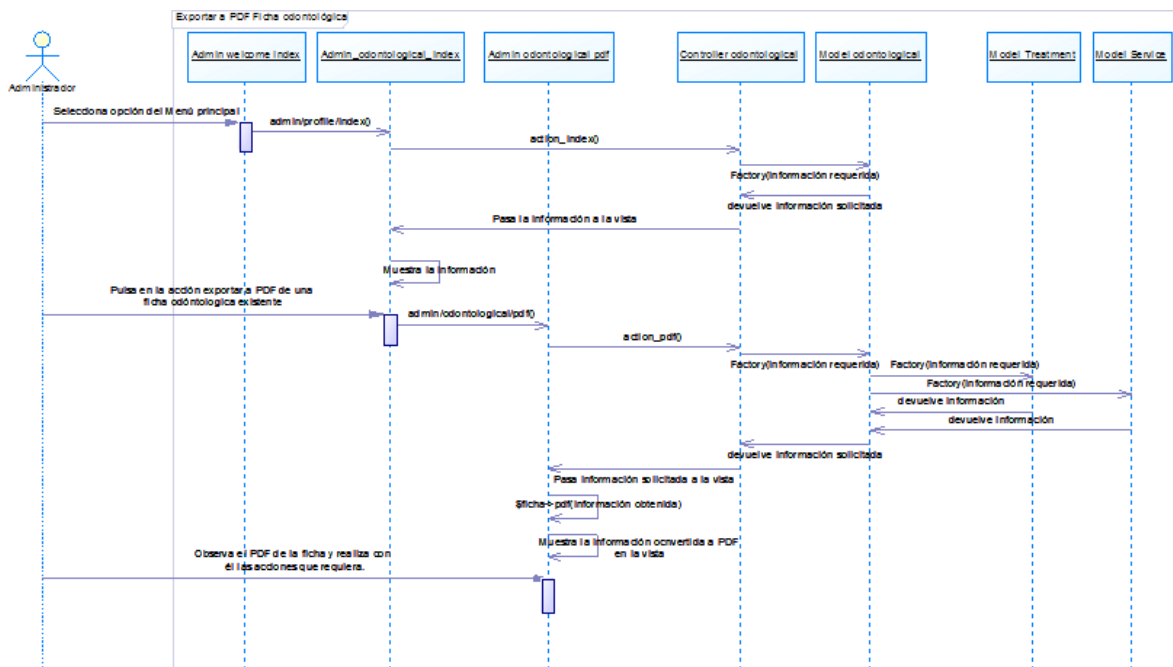 Exportar a PDF Ficha odontológica
Admin welcome index
Admin_odontological_index
Admin odontological pdf
Controller odontological
Model odontological
Model Treatment
Model Service
Administrador
Selecciona opción del Menú principal
admin/profile/index()
action_index()
Factory(información requerida)
devuelve información solicitada
Pasa la información a la vista
Muestra la información
Pulsa en la acción exportar a PDF de una
ficha odóntologica existente
admin/odontological/pdf()
action_pdf()
Factory(información requerida)
Factory(información requerida)
Factory(información requerida)
devuelve información
devuelve información
devuelve información solicitada
Pasa información solicitada a la vista
$ficha->pdf(información obtenida)
Muestra la información ocnvertida a PDF
en la vista
Observa el PDF de la ficha y realiza con
él las acciones que requiera.